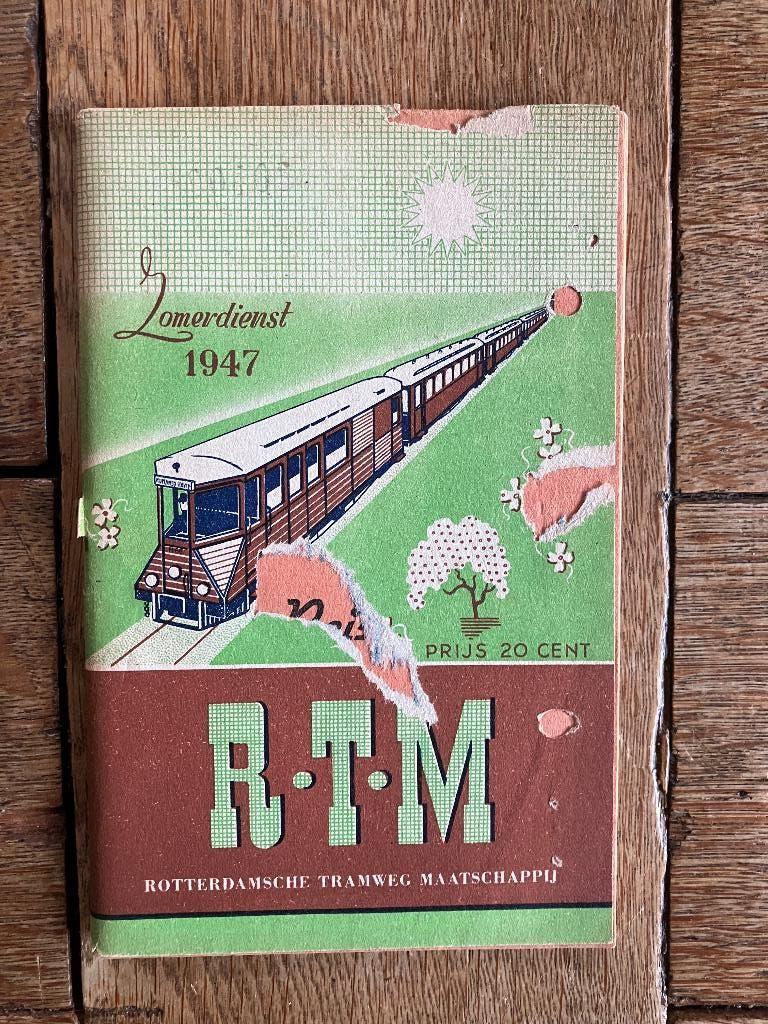 Zomerdienst
1947
PRIJS 20 CENT
R·T·M
ROTTERDAMSCHE TRAMWEG MAATSCHAPPIJ